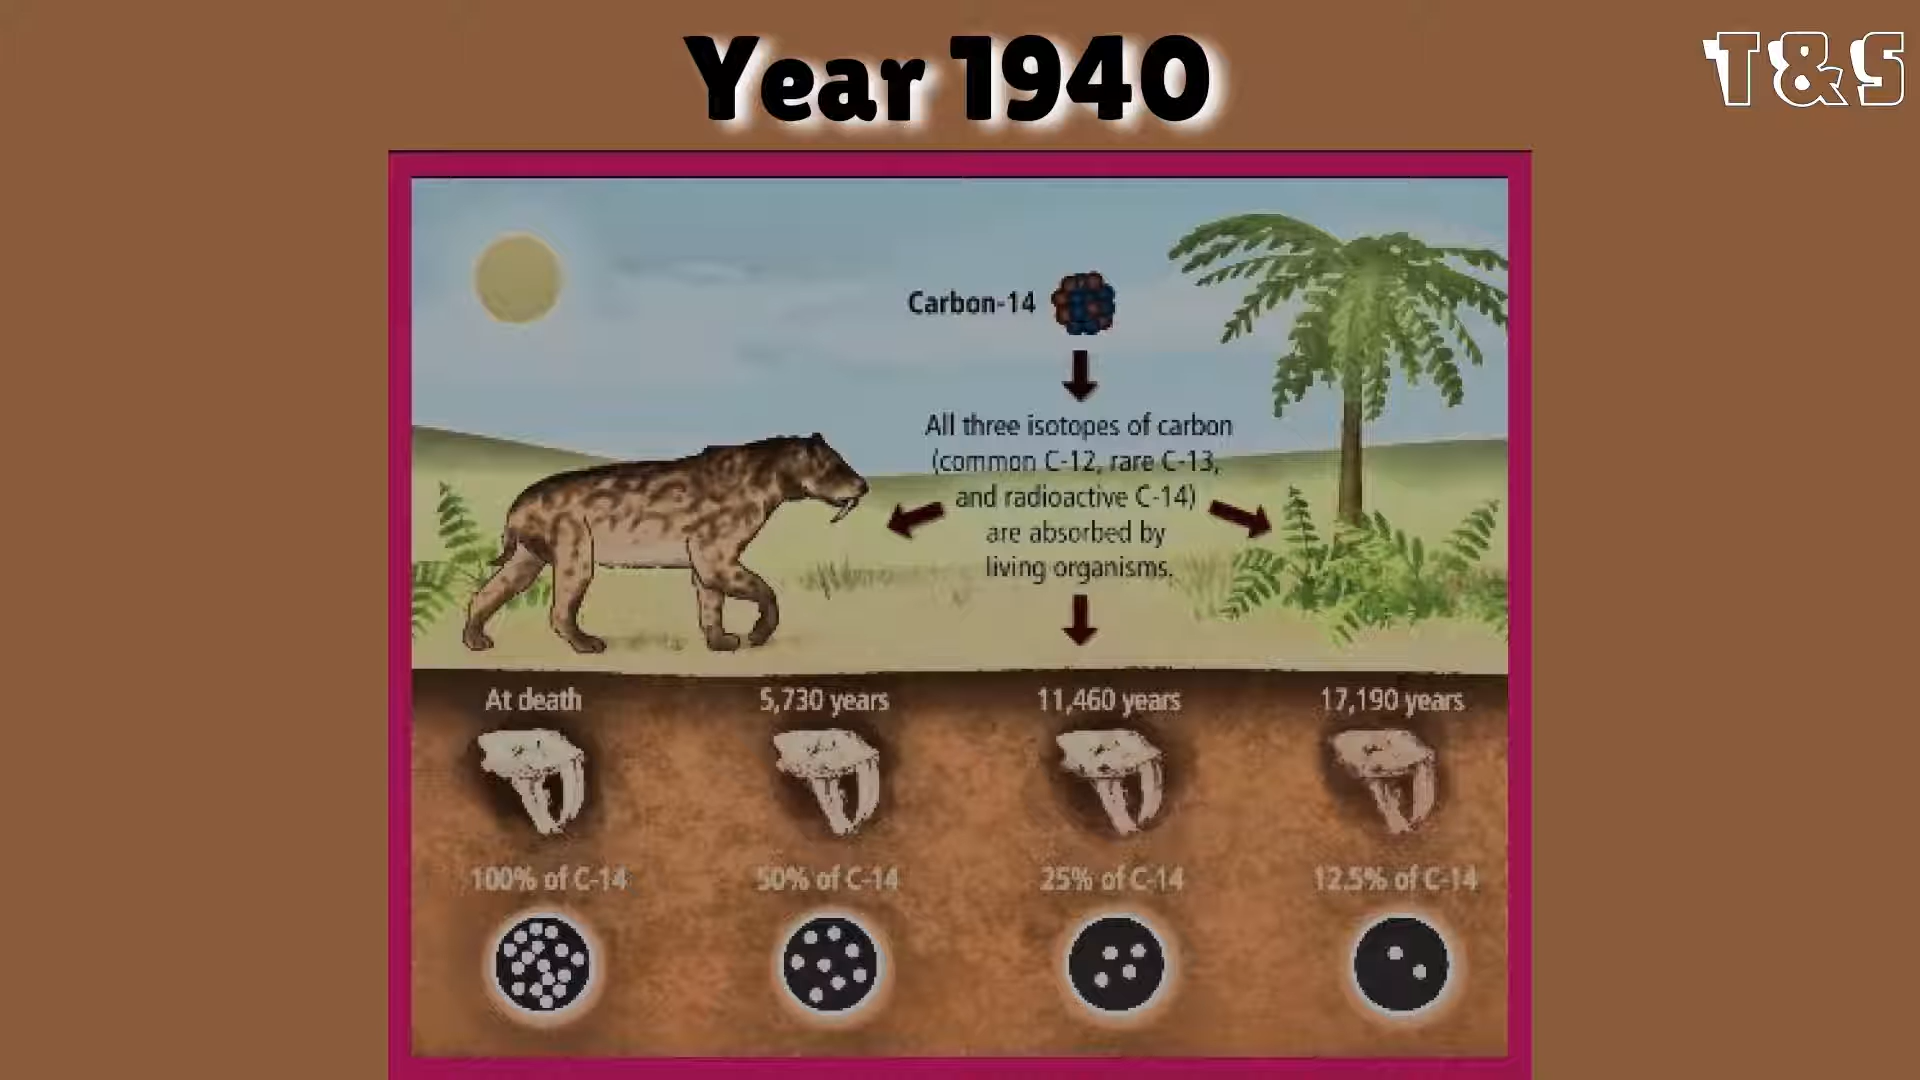 Year 1940
T&S
Carbon-14
All three isotopes of carbon
(common C-12, rare C-13,
and radioactive C-14)
are absorbed by
living organisms.
At death
5,730 years
11,460 years
17,190 years
100% of C-14
50% of C-14
25% of C-14
12.5% of C-14